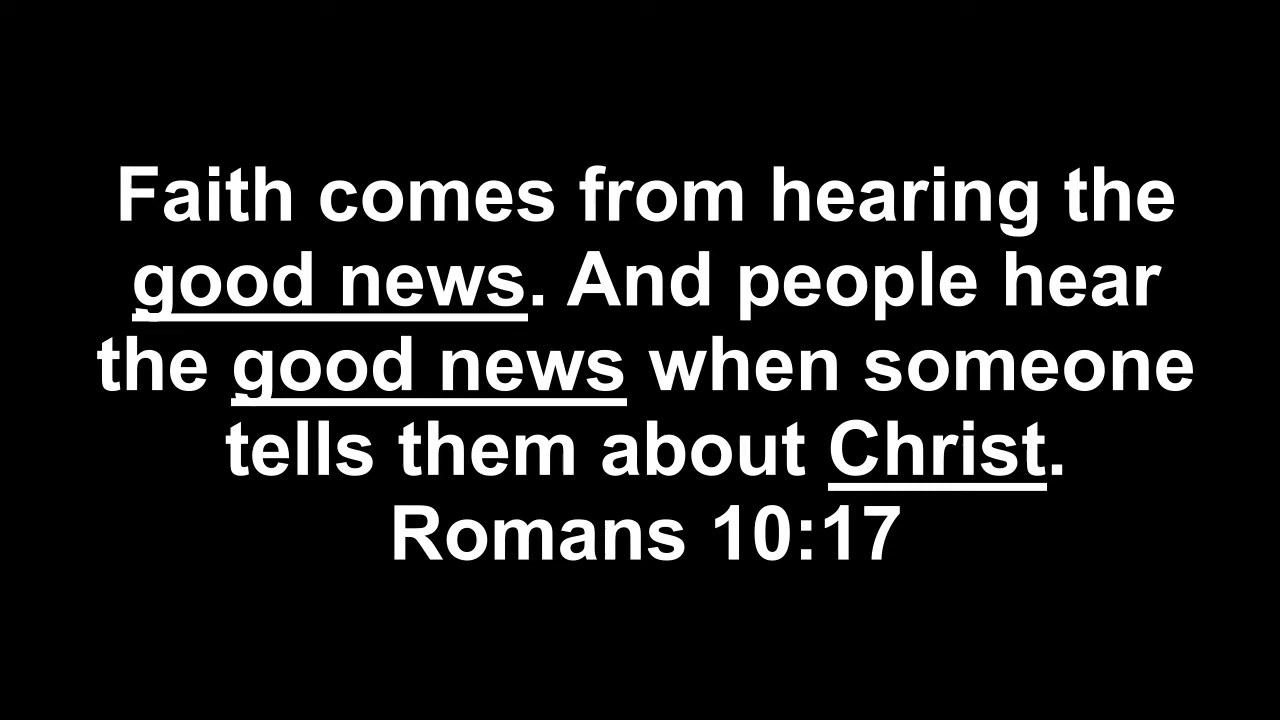 Faith comes from hearing the
good news. And people hear
the good news when someone
tells them about Christ.
Romans 10:17